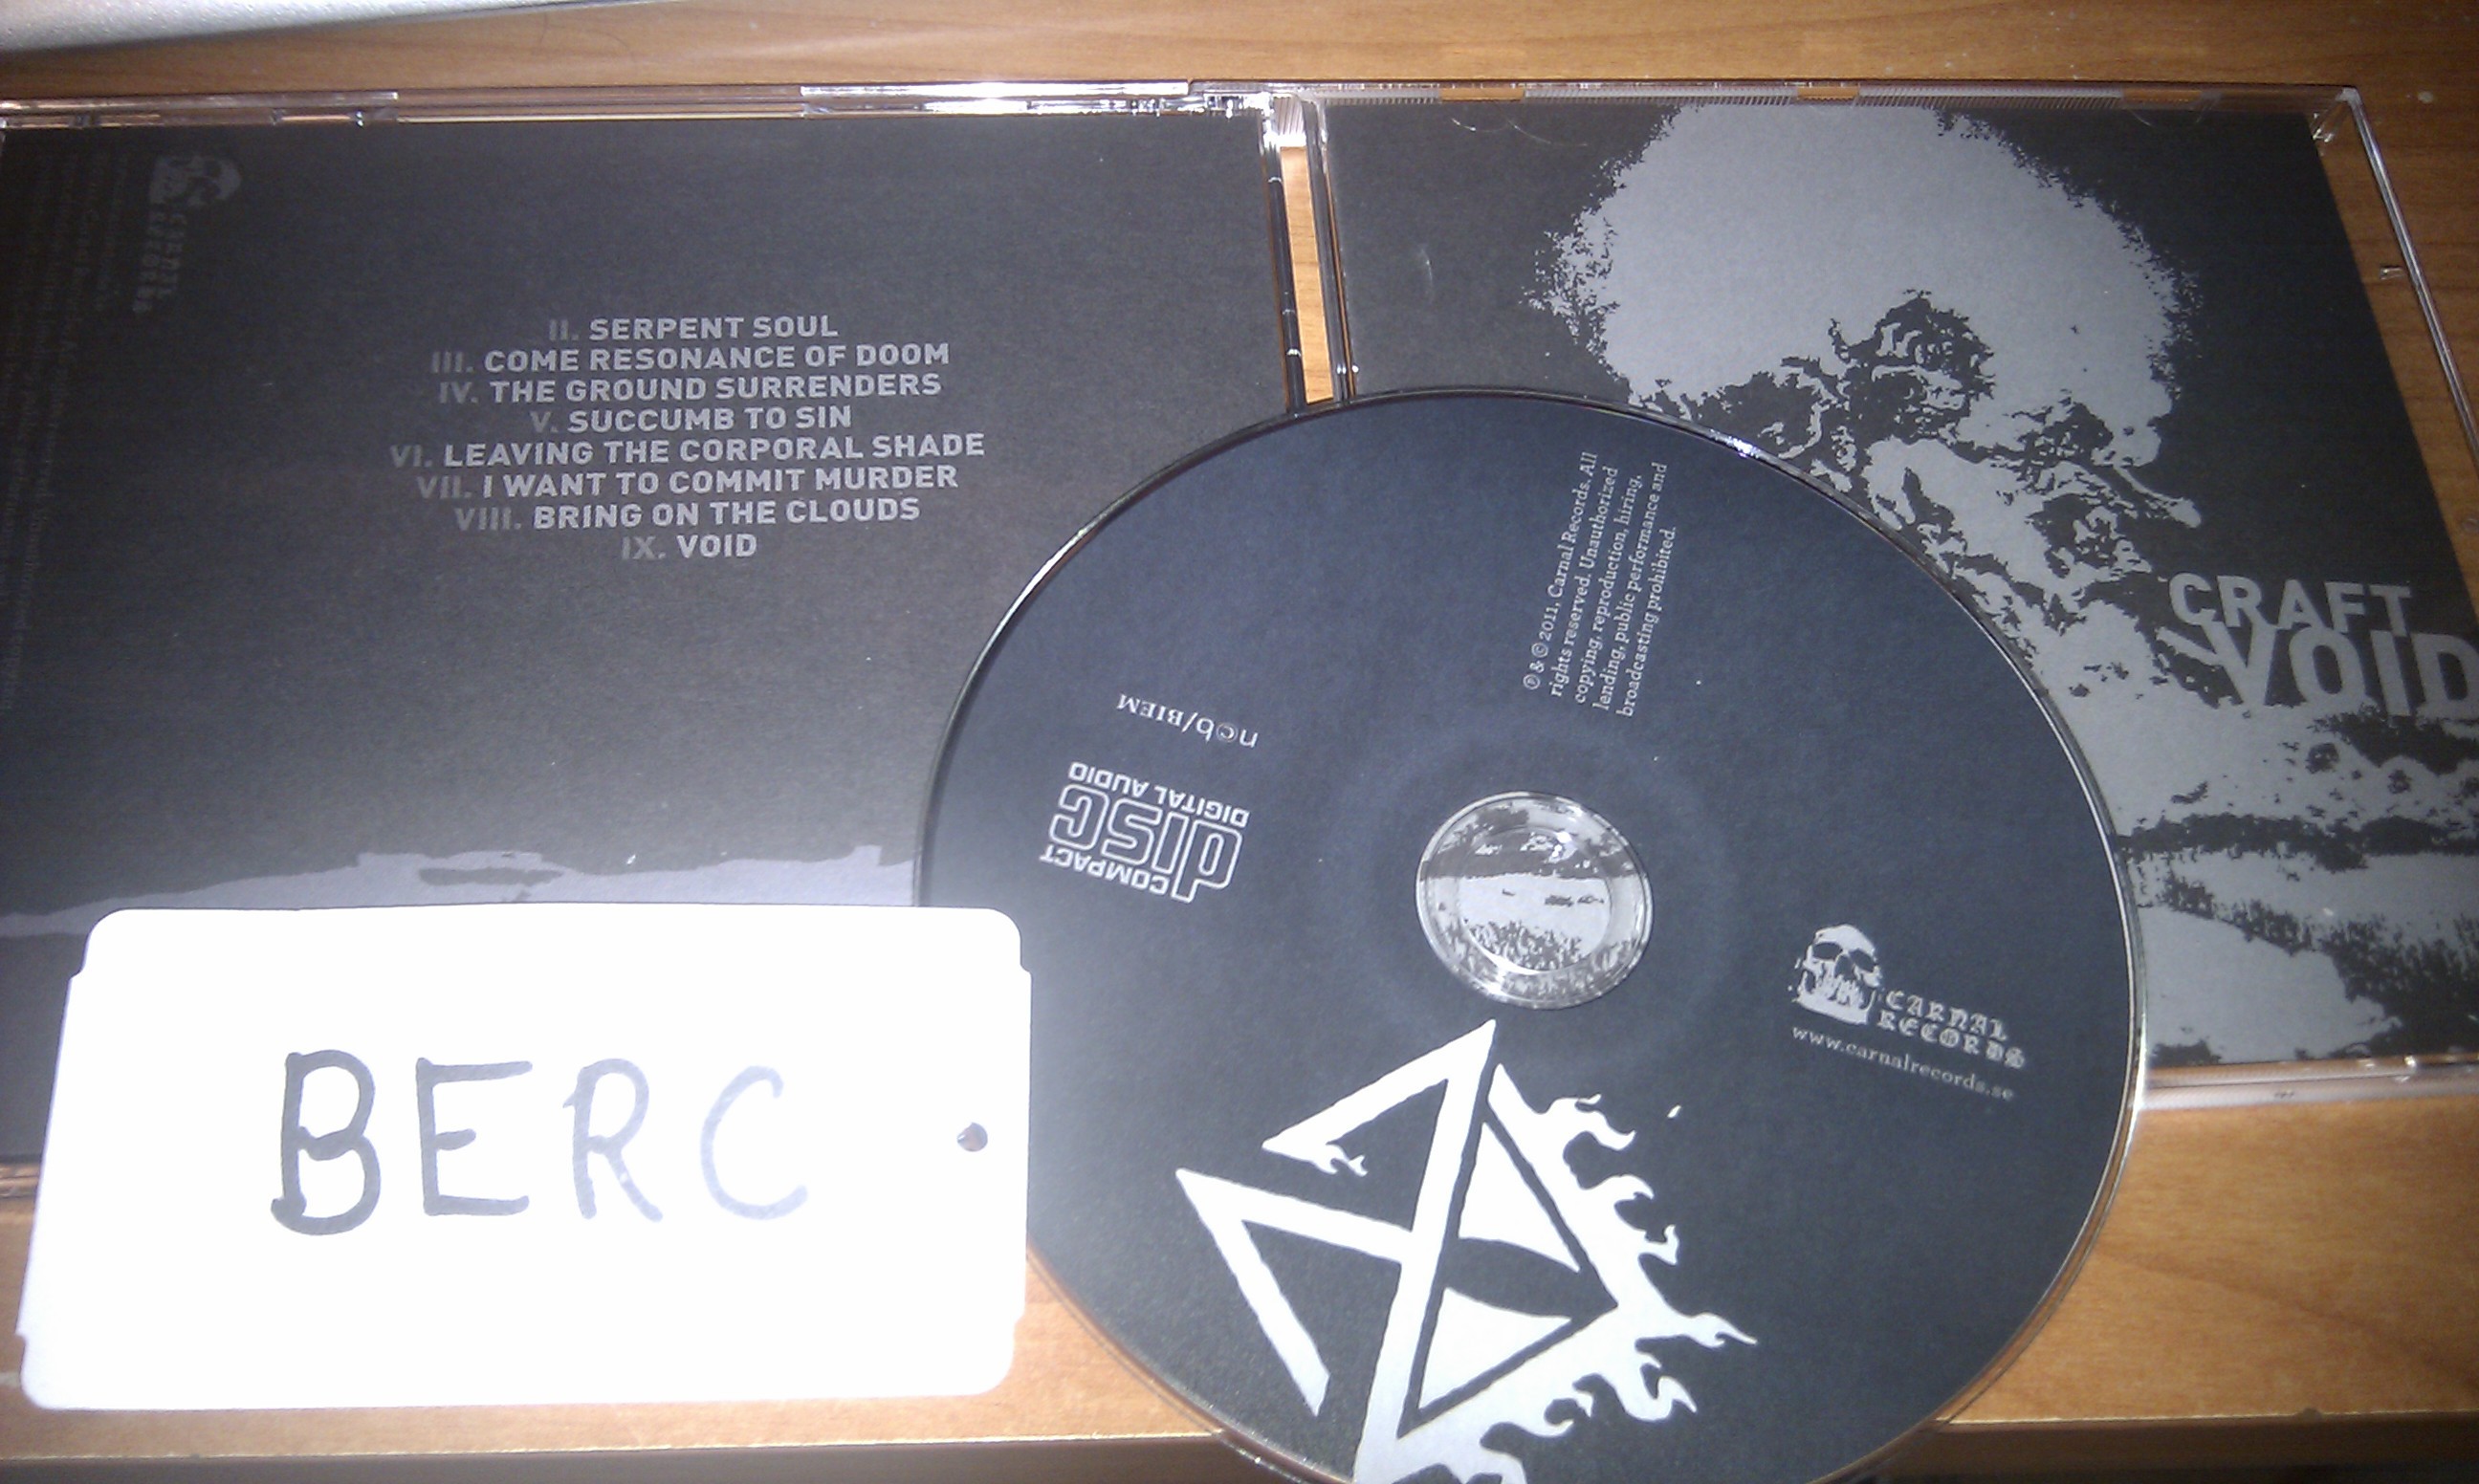 II. SERPENT SOUL
III. COME RESONANCE OF DOOM
IV. THE GROUND SURRENDERS
V. SUCCUMB TO SIN
VI. LEAVING THE CORPORAL SHADE
VII. I WANT TO COMMIT MURDER
VIII. BRING ON THE CLOUDS
IX. VOID
CARNAL
RECORDS
CRAFT
VOID
℗ & © 2011, Carnal Records. All
rights reserved. Unauthorized
copying, reproduction, hiring,
lending, public performance and
broadcasting prohibited.
ncb/BIEM
COMPACT
disc
DIGITAL AUDIO
CARNAL
RECORDS
www.carnalrecords.se
BERC